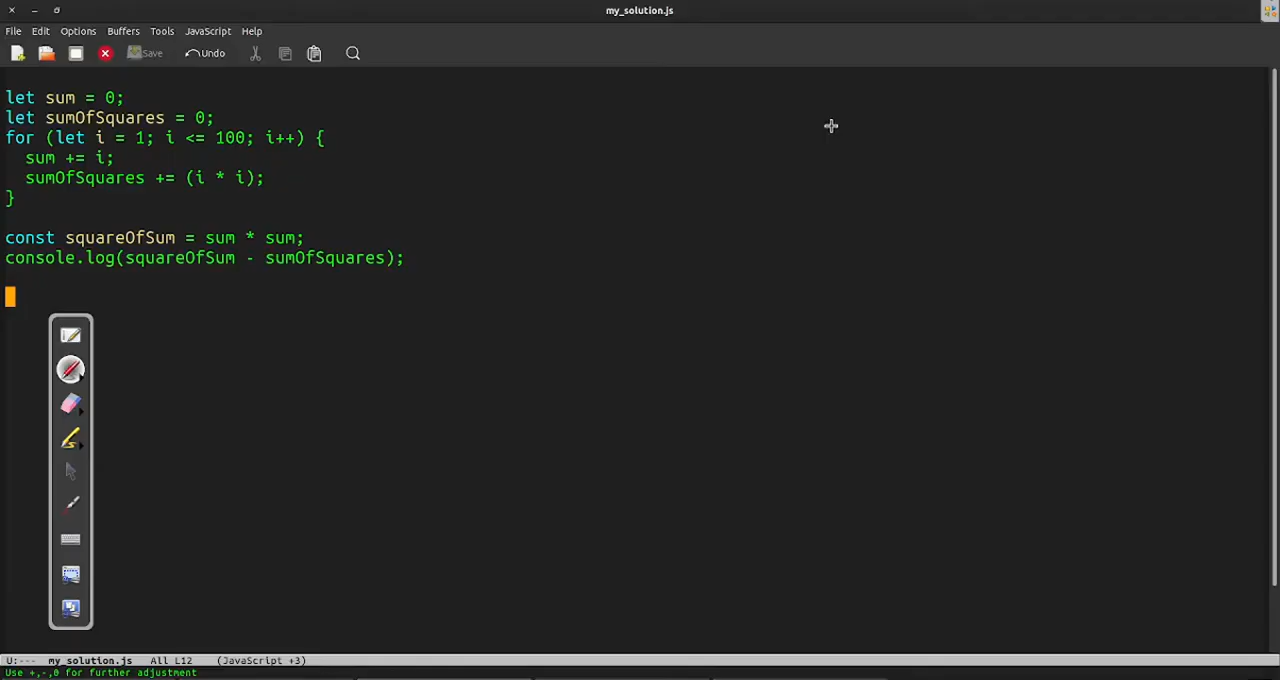 my_solution.js
File Edit Options Buffers Tools JavaScript Help
Save Undo
let sum = 0;
let sumOfSquares = 0;
for (let i = 1; i <= 100; i++) {
  sum += i;
  sumOfSquares += (i * i);
}
const squareOfSum = sum * sum;
console.log(squareOfSum - sumOfSquares);
U:--- my_solution.js All L12 (JavaScript +3)
Use +,-,0 for further adjustment